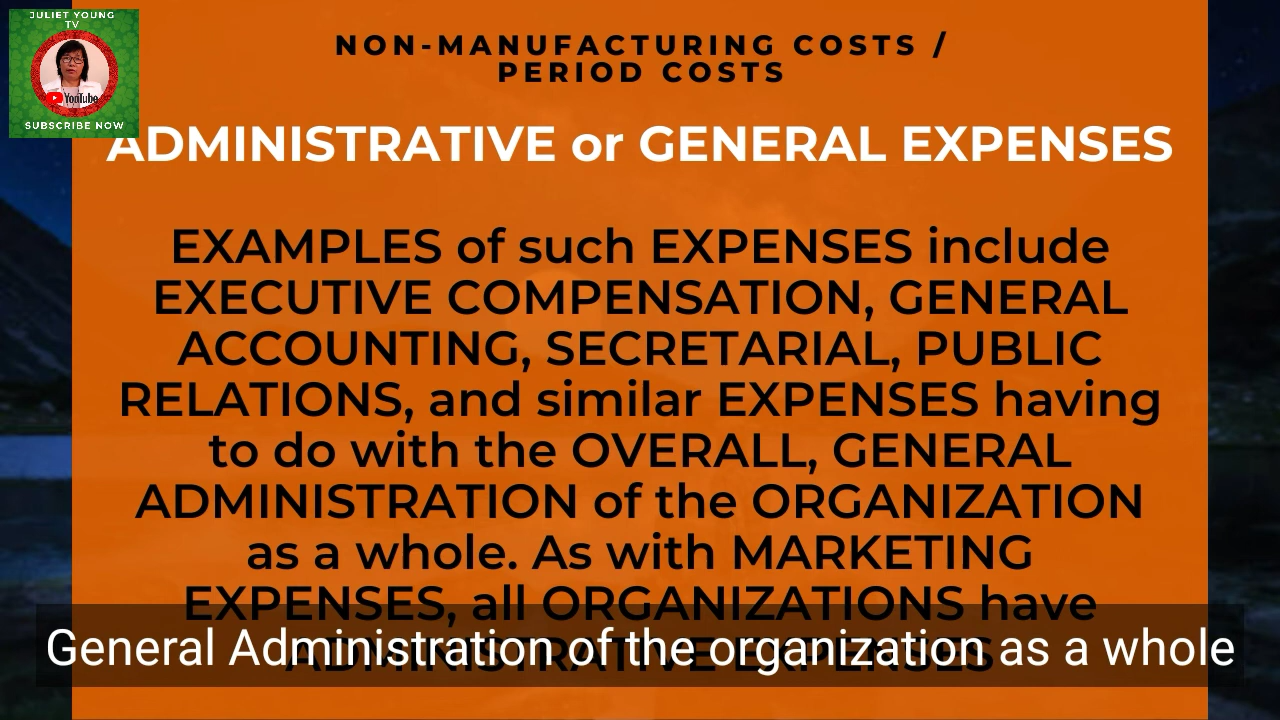 JULIET YOUNG
TV
YouTube
SUBSCRIBE NOW
NON-MANUFACTURING COSTS /
PERIOD COSTS
ADMINISTRATIVE or GENERAL EXPENSES
EXAMPLES of such EXPENSES include
EXECUTIVE COMPENSATION, GENERAL
ACCOUNTING, SECRETARIAL, PUBLIC
RELATIONS, and similar EXPENSES having
to do with the OVERALL, GENERAL
ADMINISTRATION of the ORGANIZATION
as a whole. As with MARKETING
EXPENSES, all ORGANIZATIONS have
ADMINISTRATIVE EXPENSES
General Administration of the organization as a whole